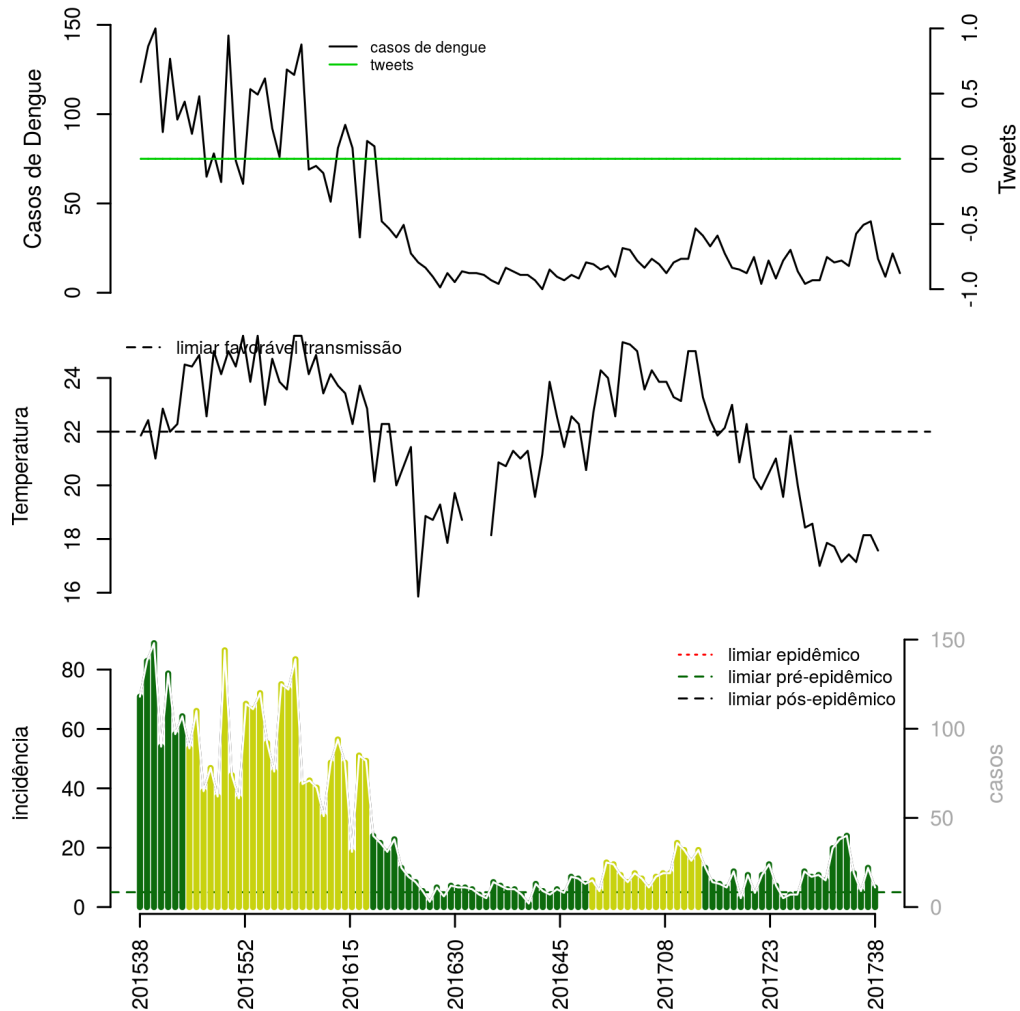 casos de dengue
tweets
Casos de Dengue
0
50
100
150
-1.0
-0.5
0.0
0.5
1.0
Tweets
limiar favorável transmissão
Temperatura
16
18
20
22
24
limiar epidêmico
limiar pré-epidêmico
limiar pós-epidêmico
incidência
0
20
40
60
80
0
50
100
150
casos
201538
201552
201615
201630
201645
201708
201723
201738